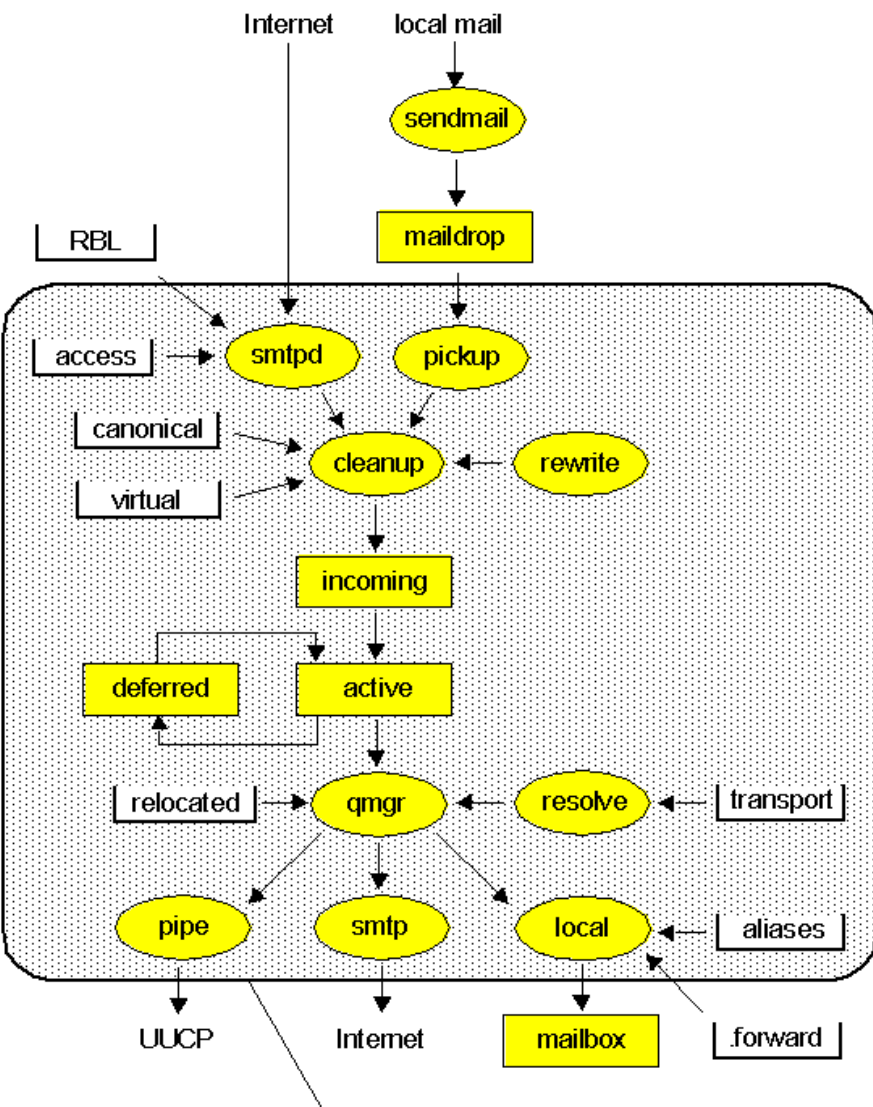 Internet
local mail
sendmail
maildrop
RBL
smtpd
pickup
access
canonical
cleanup
rewrite
virtual
incoming
deferred
active
relocated
qmgr
resolve
transport
pipe
smtp
local
aliases
UUCP
Internet
mailbox
.forward